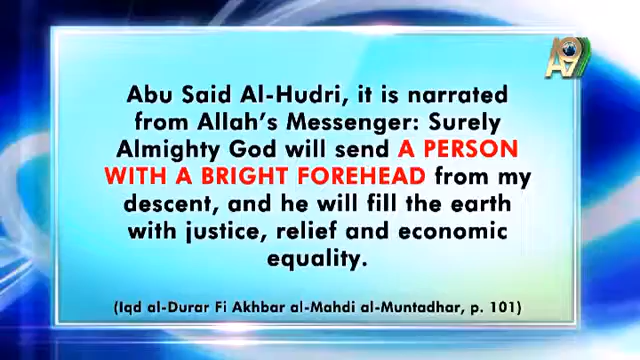 A9
Abu Said Al-Hudri, it is narrated
from Allah's Messenger: Surely
Almighty God will send A PERSON
WITH A BRIGHT FOREHEAD from my
descent, and he will fill the earth
with justice, relief and economic
equality.
(Iqd al-Durar Fi Akhbar al-Mahdi al-Muntadhar, p. 101)